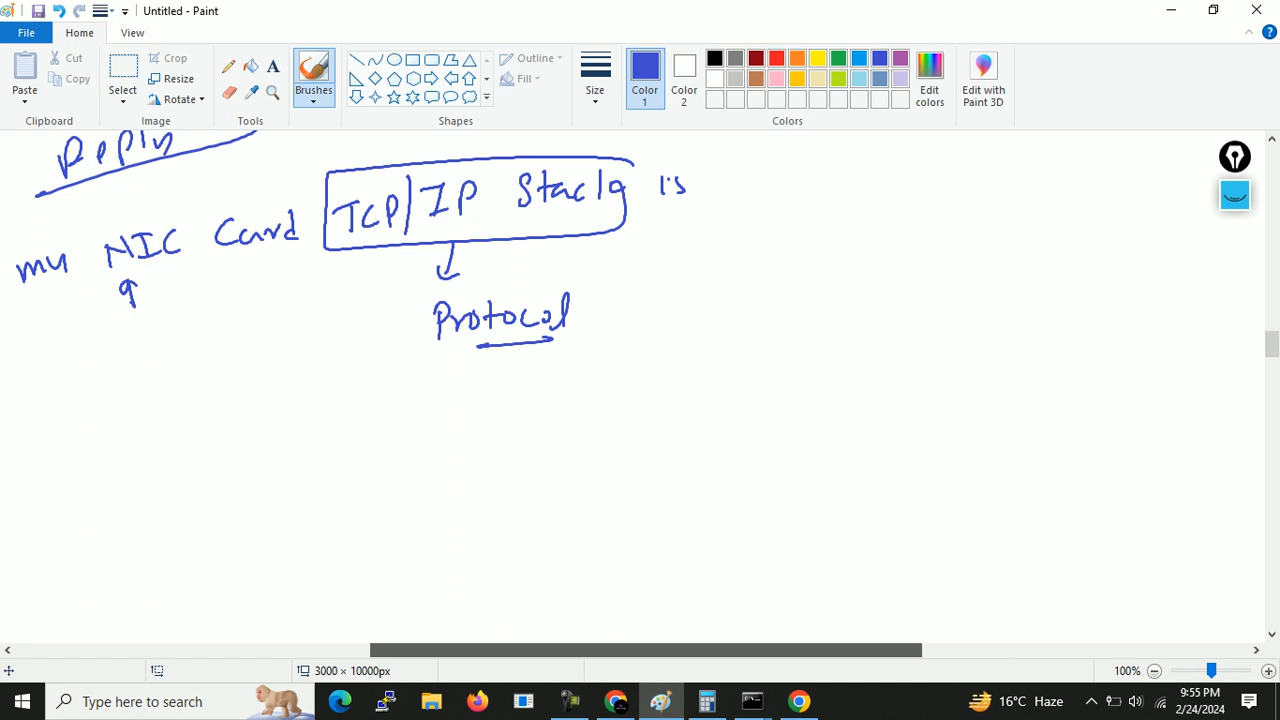 Untitled - Paint
File Home View
Paste
Cut
Copy
Clipboard
Select
Crop
Resize
Rotate
Image
Tools
Brushes
Shapes
Outline
Fill
Size
Color 1
Color 2
Colors
Edit colors
Edit with Paint 3D
my NIC Card TCP/IP Stack is
Protocol
3000 × 10000px
100%
Type here to search
16°C Haze
9:55 PM
2/24/2024